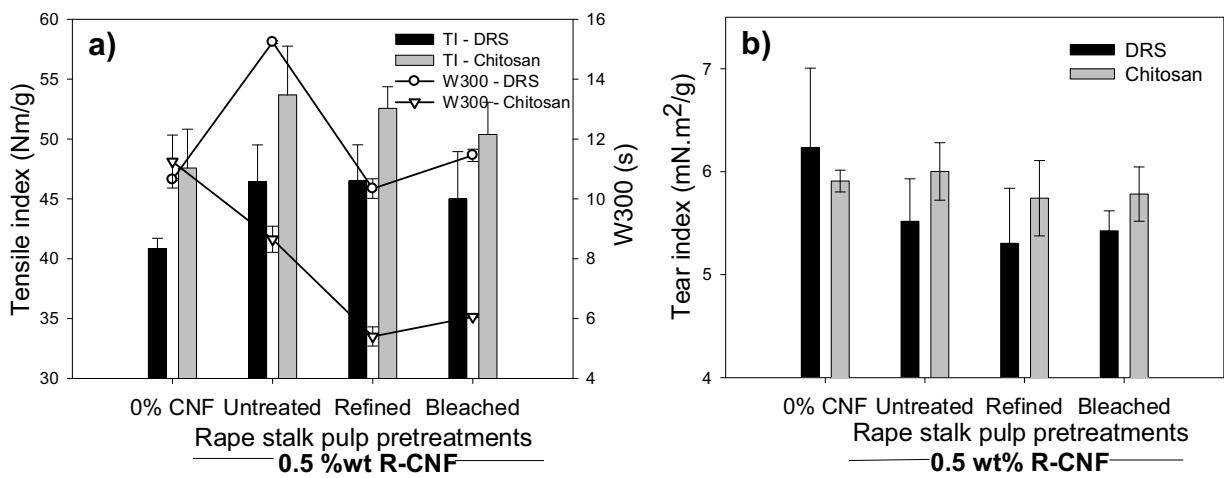 a)
TI - DRS
TI - Chitosan
W300 - DRS
W300 - Chitosan
Tensile index (Nm/g)
60
55
50
45
40
35
30
W300 (s)
16
14
12
10
8
6
4
0% CNF Untreated Refined Bleached
Rape stalk pulp pretreatments
0.5 %wt R-CNF
b)
DRS
Chitosan
Tear index (mN.m²/g)
7
6
5
4
0% CNF Untreated Refined Bleached
Rape stalk pulp pretreatments
0.5 wt% R-CNF